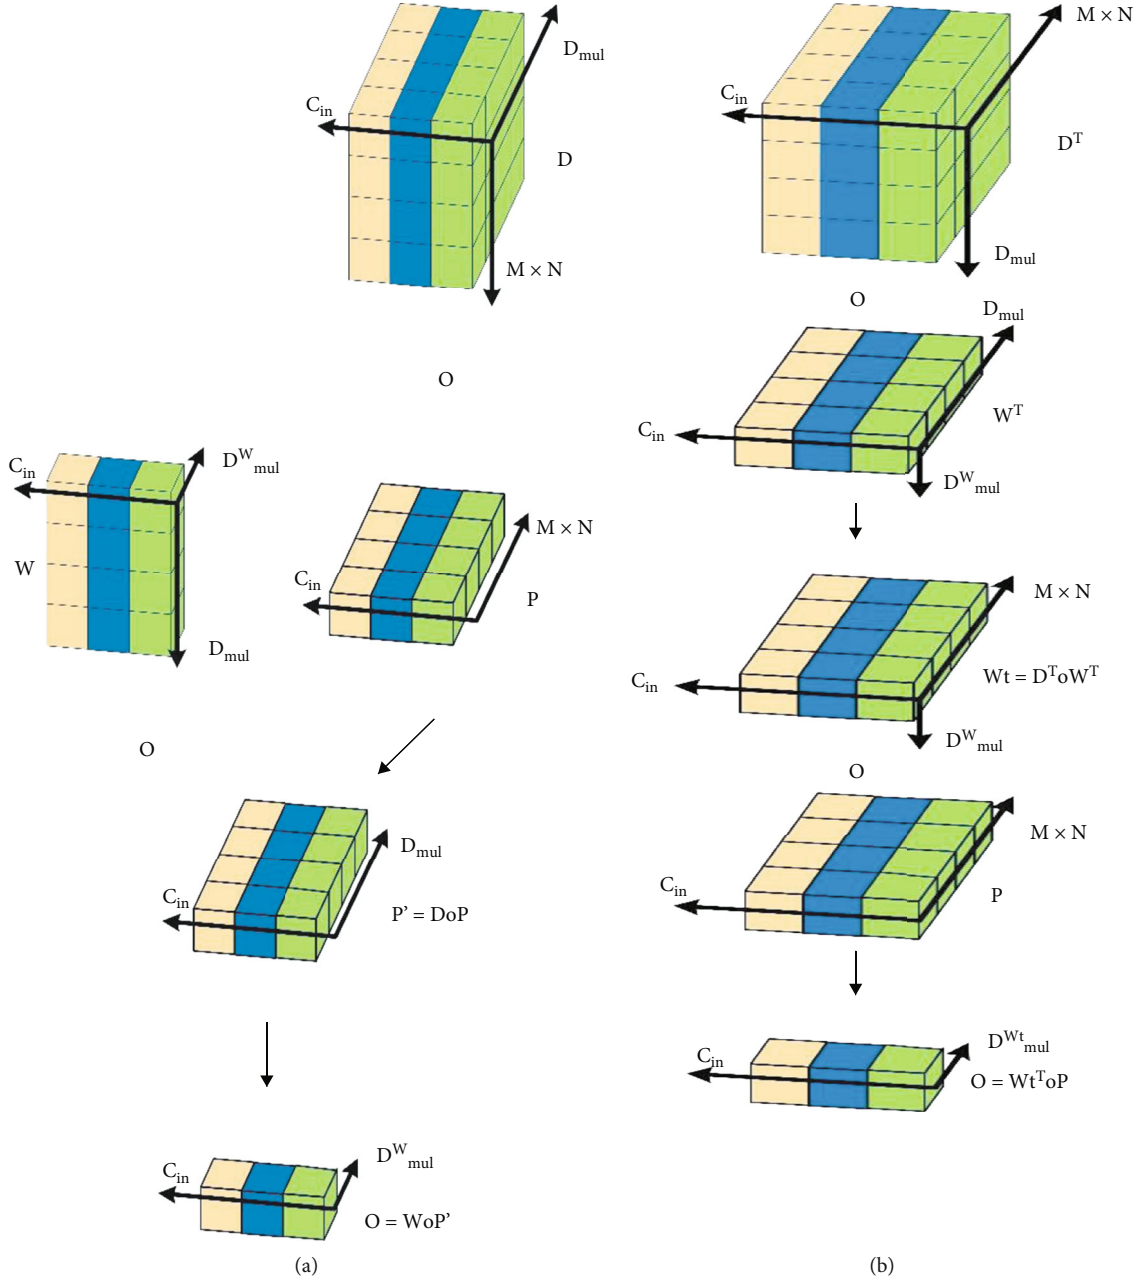 C_in
D_mul
D
M × N
O
C_in
D^W_mul
W
D_mul
C_in
M × N
P
O
C_in
D_mul
P' = DoP
C_in
D^W_mul
O = WoP'
(a)
M × N
C_in
D^T
D_mul
O
D_mul
C_in
W^T
D^W_mul
M × N
C_in
Wt = D^ToW^T
D^W_mul
O
M × N
C_in
P
D^Wt_mul
C_in
O = Wt^ToP
(b)